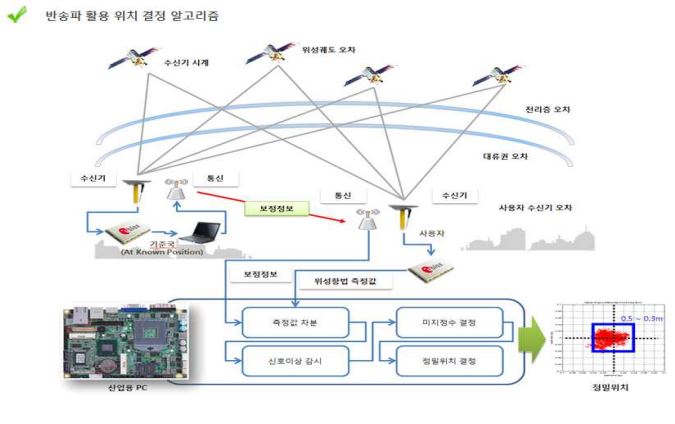 반송파 활용 위치 결정 알고리즘
위성궤도 오차
수신기 시계
전리층 오차
대류권 오차
수신기
통신
통신
수신기
보정정보
사용자 수신기 오차
사용자
기준국
(At Known Position)
보정정보
위성항법 측정값
측정값 차분
미지정수 결정
신호이상 감시
정밀위치 결정
0.5 ~ 0.3m
산업용 PC
정밀위치